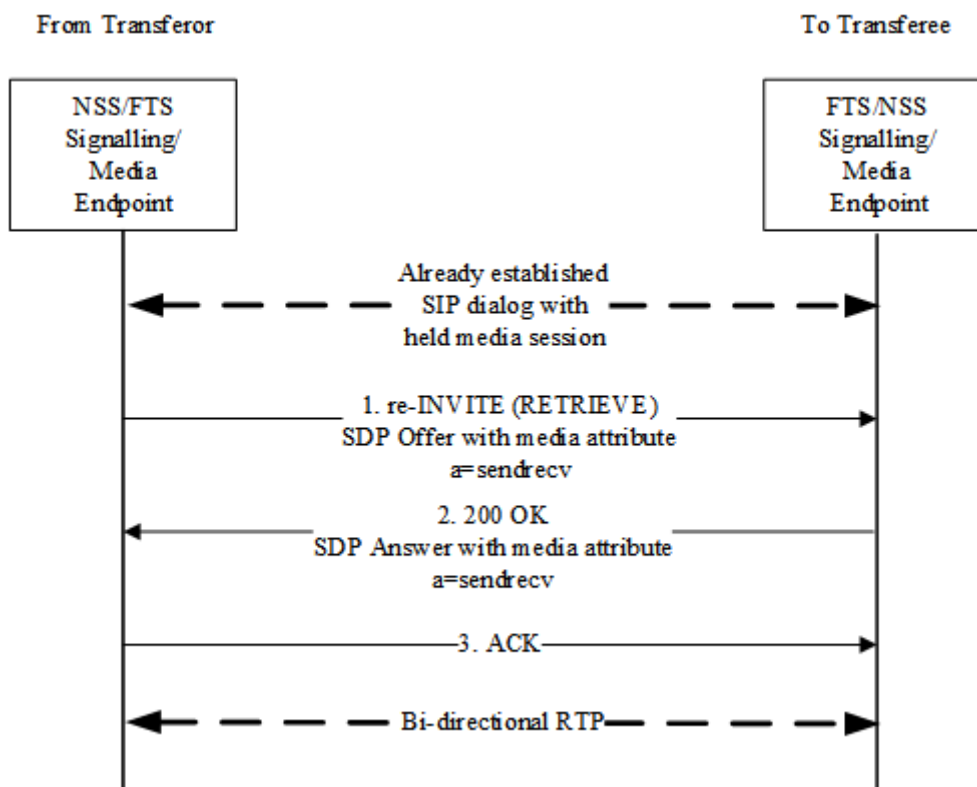 From Transferor
To Transferee
NSS/FTS
Signalling/
Media
Endpoint
FTS/NSS
Signalling/
Media
Endpoint
Already established
SIP dialog with
held media session
1. re-INVITE (RETRIEVE)
SDP Offer with media attribute
a=sendrecv
2. 200 OK
SDP Answer with media attribute
a=sendrecv
3. ACK
Bi-directional RTP